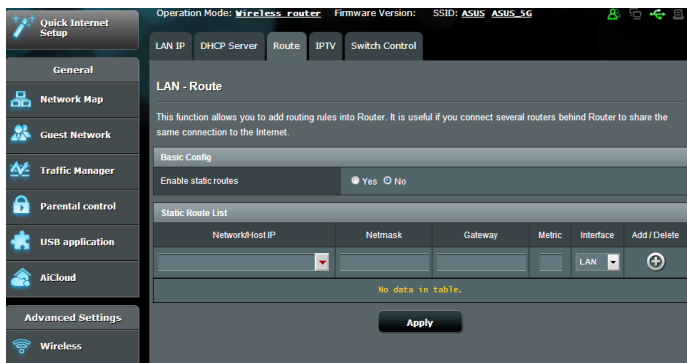 Operation Mode: Wireless router Firmware Version: SSID: ASUS ASUS_5G
Quick Internet
Setup
General
Network Map
Guest Network
Traffic Manager
Parental control
USB application
AiCloud
Advanced Settings
Wireless
LAN IP DHCP Server Route IPTV Switch Control
LAN - Route
This function allows you to add routing rules into Router. It is useful if you connect several routers behind Router to share the
same connection to the Internet.
Basic Config
Enable static routes Yes No
Static Route List
Network/Host IP Netmask Gateway Metric Interface Add / Delete
LAN
No data in table.
Apply